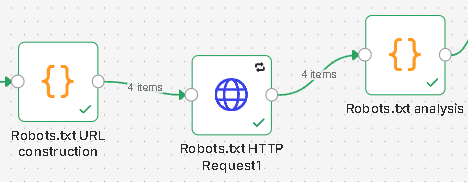 {}
4 items
{}
4 items
Robots.txt URL
construction
Robots.txt HTTP
Request1
Robots.txt analysis